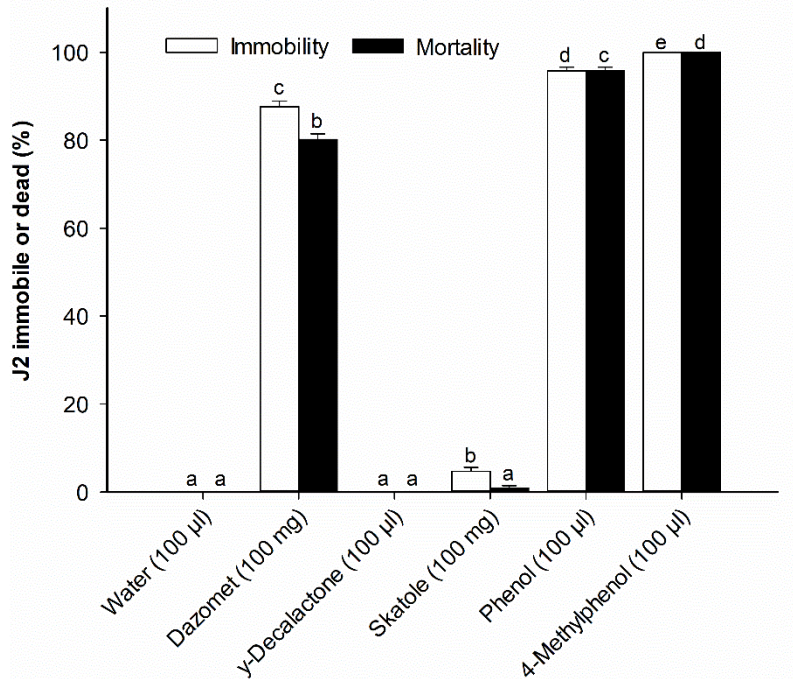 Immobility Mortality
J2 immobile or dead (%)
100
80
60
40
20
0
a a
c b
a a
b a
d c
e d
Water (100 µl)
Dazomet (100 mg)
y-Decalactone (100 µl)
Skatole (100 mg)
Phenol (100 µl)
4-Methylphenol (100 µl)